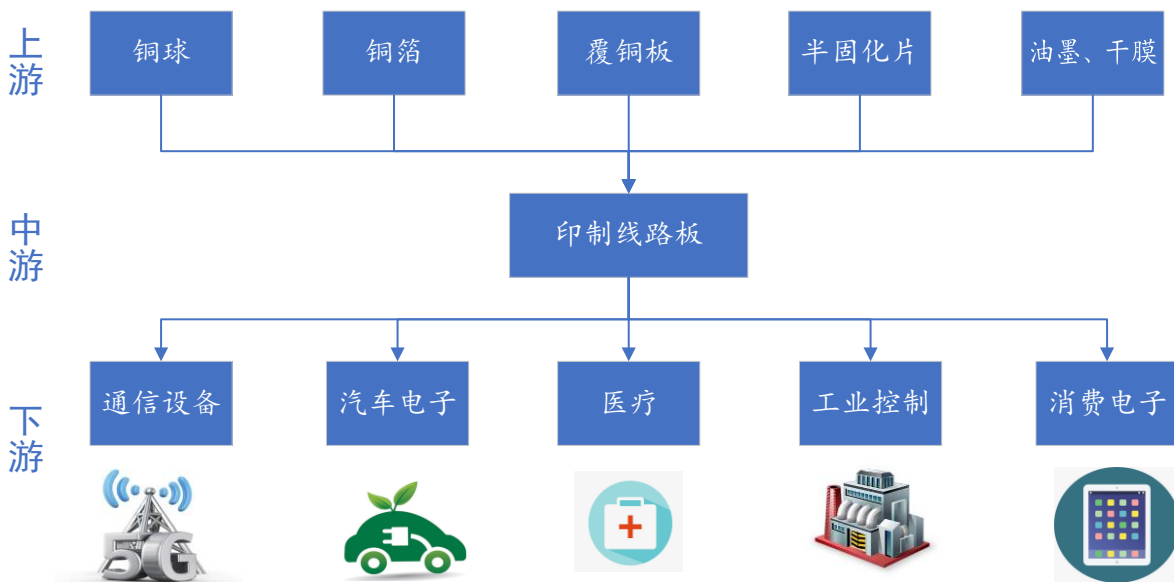 上游
铜球
铜箔
覆铜板
半固化片
油墨、干膜
中游
印制线路板
下游
通信设备
汽车电子
医疗
工业控制
消费电子
5G